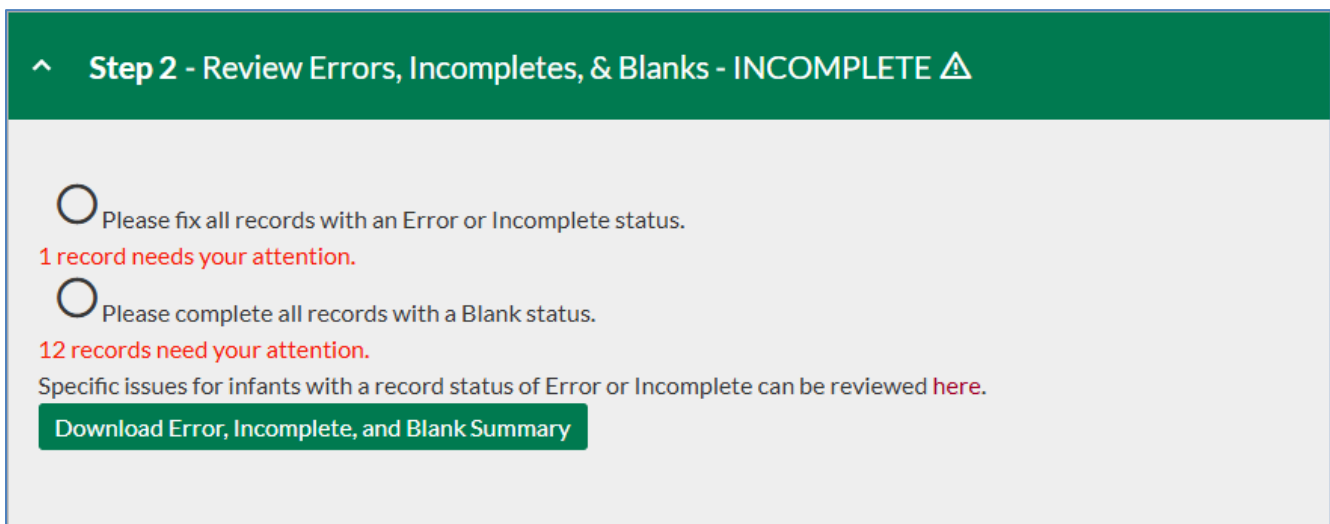 Step 2 - Review Errors, Incompletes, & Blanks - INCOMPLETE ⚠
Please fix all records with an Error or Incomplete status.
1 record needs your attention.
Please complete all records with a Blank status.
12 records need your attention.
Specific issues for infants with a record status of Error or Incomplete can be reviewed here.
Download Error, Incomplete, and Blank Summary